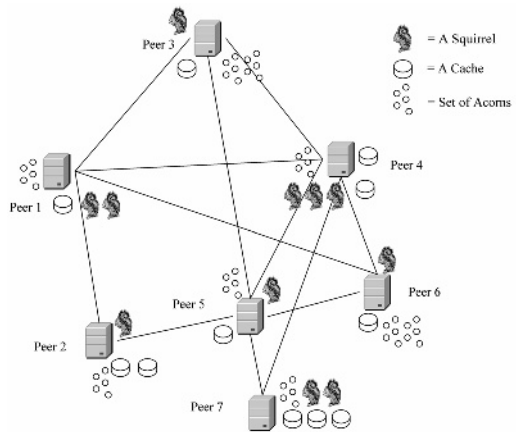 Peer 3
= A Squirrel
= A Cache
= Set of Acorns
Peer 4
Peer 1
Peer 6
Peer 5
Peer 2
Peer 7